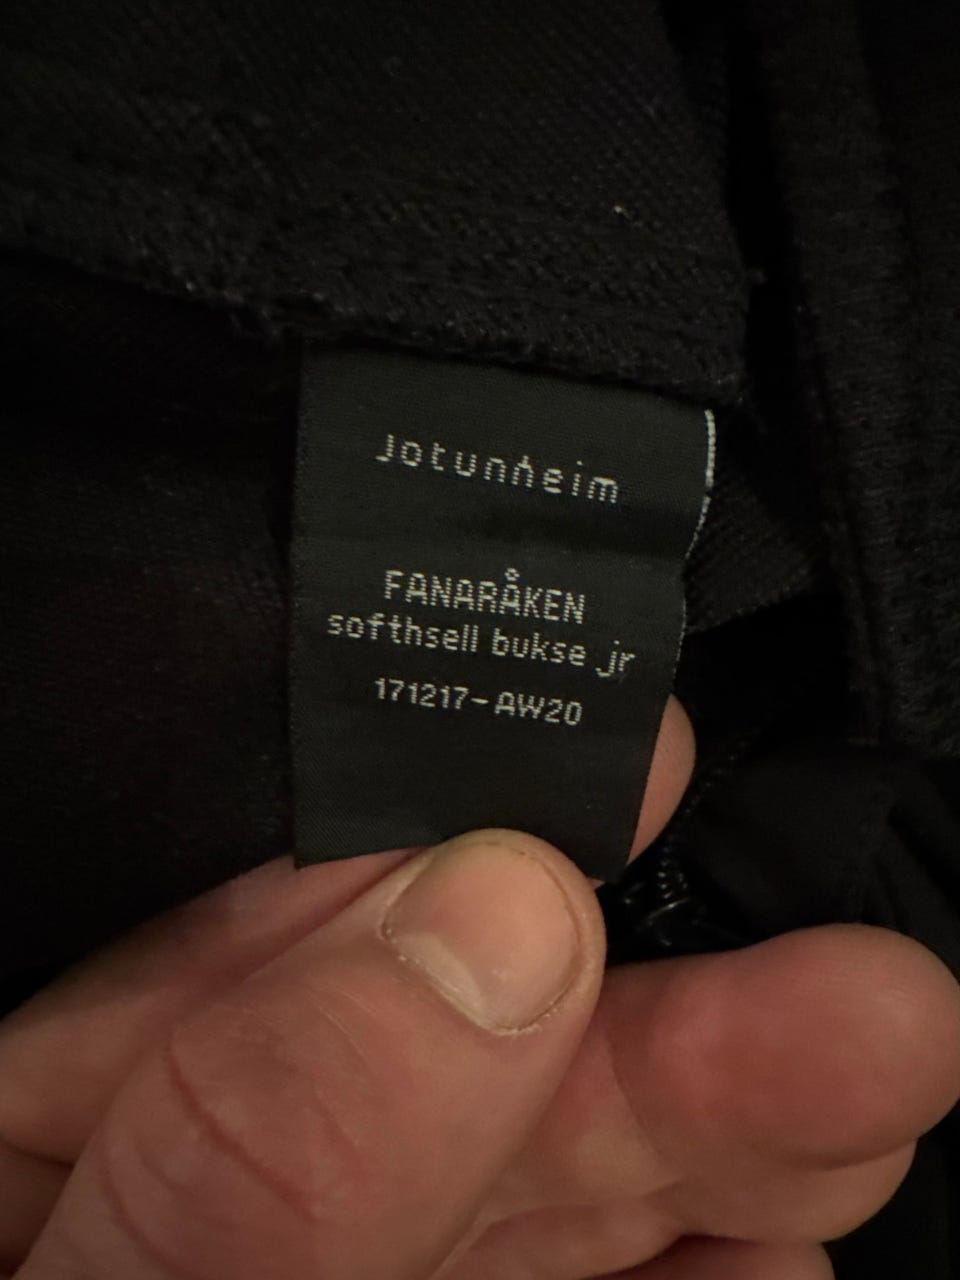 Jotunheim
FANARÅKEN
softhsell bukse jr
171217-AW20